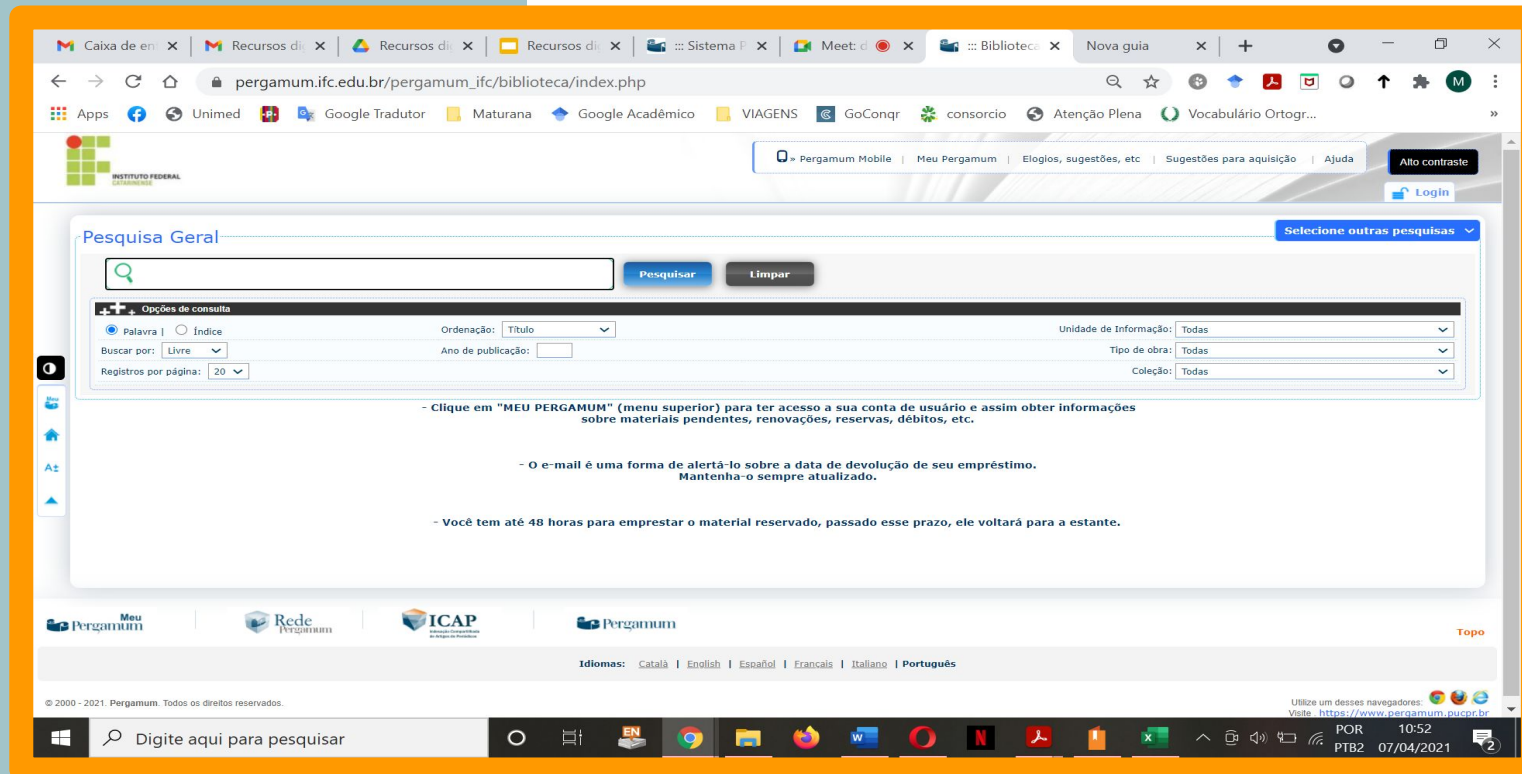 Caixa de en
Recursos di
Recursos di
Recursos di
::: Sistema P
Meet: d
::: Biblioteca
Nova guia
pergamum.ifc.edu.br/pergamum_ifc/biblioteca/index.php
M
Apps
Unimed
Google Tradutor
Maturana
Google Acadêmico
VIAGENS
GoConqr
consorcio
Atenção Plena
Vocabulário Ortogr...
»
INSTITUTO FEDERAL
CATARINENSE
» Pergamum Mobile | Meu Pergamum | Elogios, sugestões, etc | Sugestões para aquisição | Ajuda
Alto contraste
Login
Pesquisa Geral
Selecione outras pesquisas
Pesquisar
Limpar
Opções de consulta
Palavra | Índice
Ordenação: Título
Unidade de Informação: Todas
Buscar por: Livre
Ano de publicação:
Tipo de obra: Todas
Registros por página: 20
Coleção: Todas
Meu
A±
- Clique em "MEU PERGAMUM" (menu superior) para ter acesso a sua conta de usuário e assim obter informações
sobre materiais pendentes, renovações, reservas, débitos, etc.
- O e-mail é uma forma de alertá-lo sobre a data de devolução de seu empréstimo.
Mantenha-o sempre atualizado.
- Você tem até 48 horas para emprestar o material reservado, passado esse prazo, ele voltará para a estante.
Meu
Pergamum
Rede
Pergamum
ICAP
Pergamum
Topo
Idiomas: Català | English | Español | Français | Italiano | Português
© 2000 - 2021. Pergamum. Todos os direitos reservados.
Utilize um desses navegadores:
Visite . https://www.pergamum.pucpr.br
Digite aqui para pesquisar
EN
POR
PTB2
10:52
07/04/2021
2